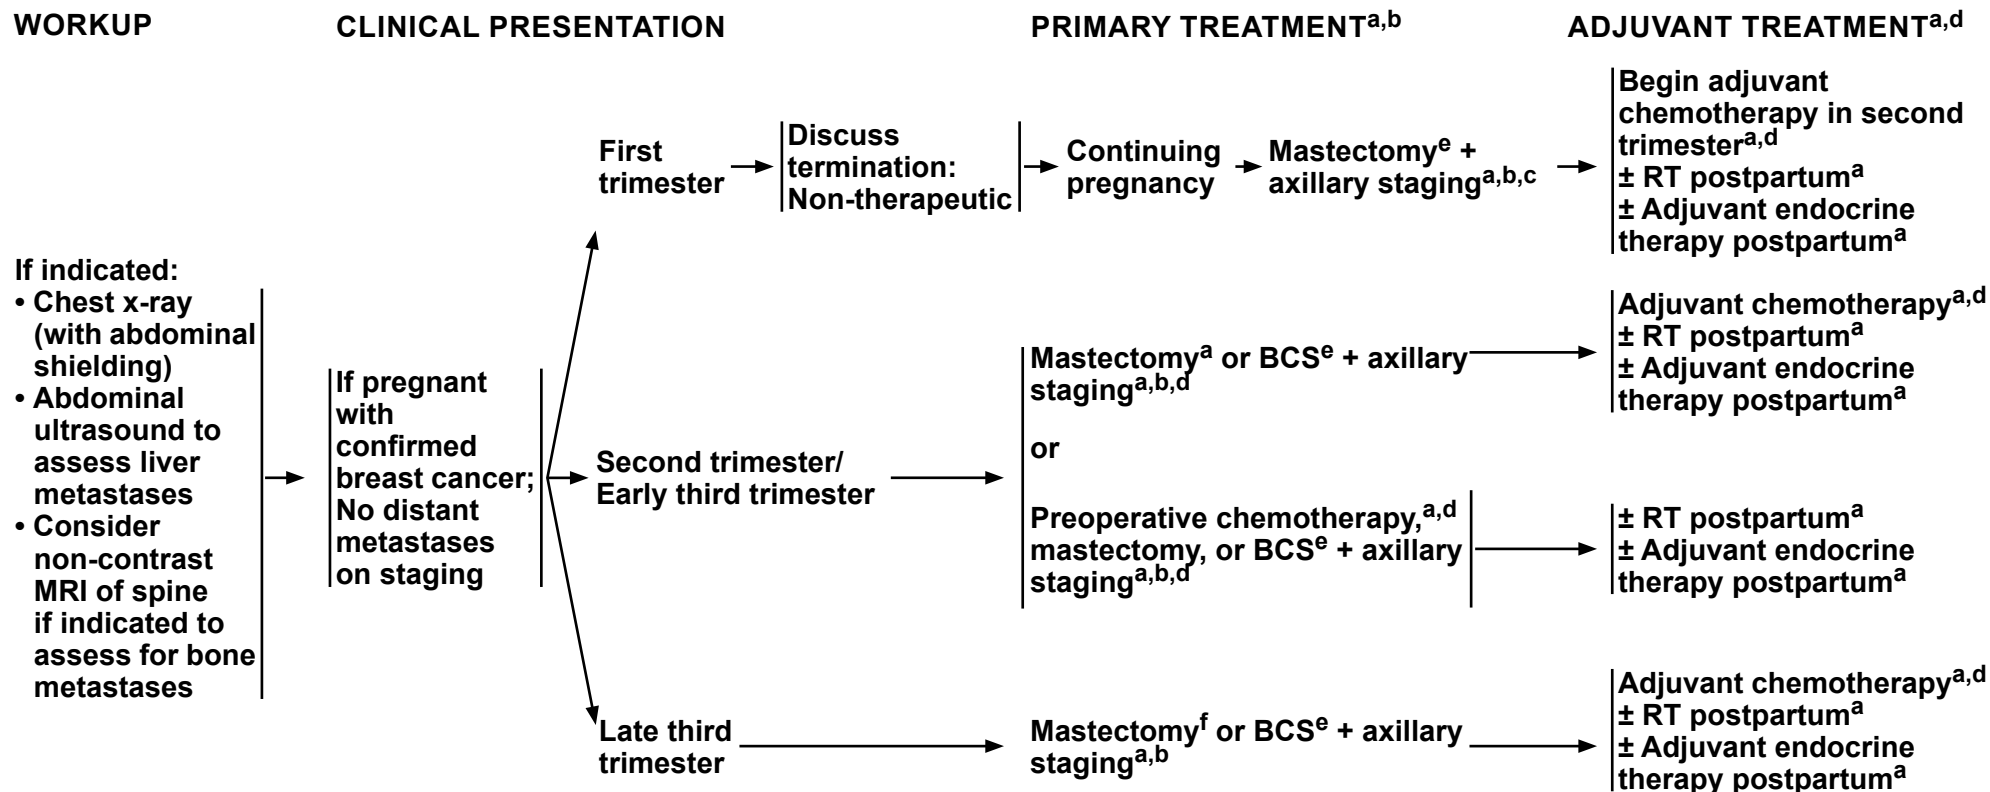 WORKUP
CLINICAL PRESENTATION
PRIMARY TREATMENTa,b
ADJUVANT TREATMENTa,d
If indicated:
• Chest x-ray
(with abdominal
shielding)
• Abdominal
ultrasound to
assess liver
metastases
• Consider
non-contrast
MRI of spine
if indicated to
assess for bone
metastases
If pregnant
with
confirmed
breast cancer;
No distant
metastases
on staging
First
trimester
Discuss
termination:
Non-therapeutic
Continuing
pregnancy
Mastectomye +
axillary staginga,b,c
Begin adjuvant
chemotherapy in second
trimestera,d
± RT postpartuma
± Adjuvant endocrine
therapy postpartuma
Second trimester/
Early third trimester
Mastectomya or BCSe + axillary
staginga,b,d
or
Preoperative chemotherapy,a,d
mastectomy, or BCSe + axillary
staginga,b,d
Adjuvant chemotherapya,d
± RT postpartuma
± Adjuvant endocrine
therapy postpartuma
± RT postpartuma
± Adjuvant endocrine
therapy postpartuma
Late third
trimester
Mastectomyf or BCSe + axillary
staginga,b
Adjuvant chemotherapya,d
± RT postpartuma
± Adjuvant endocrine
therapy postpartuma